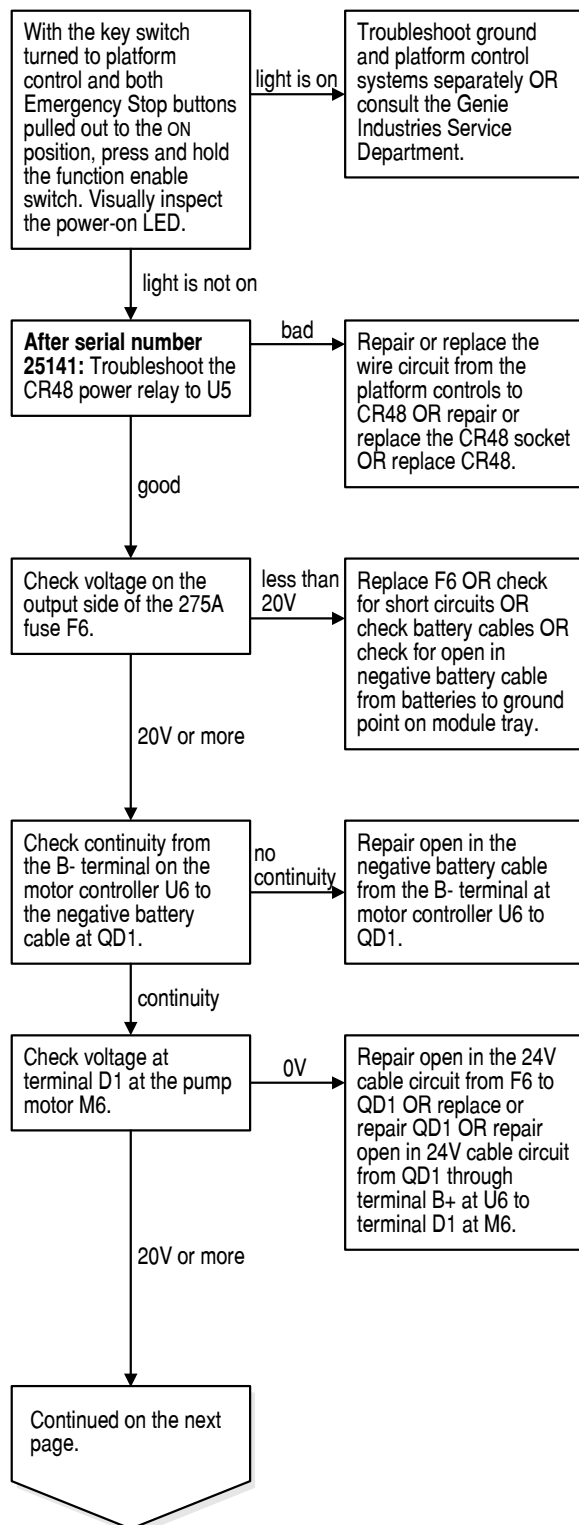 With the key switch
turned to platform
control and both
Emergency Stop buttons
pulled out to the ON
position, press and hold
the function enable
switch. Visually inspect
the power-on LED.
light is on
Troubleshoot ground
and platform control
systems separately OR
consult the Genie
Industries Service
Department.
light is not on
After serial number
25141: Troubleshoot the
CR48 power relay to U5
bad
Repair or replace the
wire circuit from the
platform controls to
CR48 OR repair or
replace the CR48 socket
OR replace CR48.
good
Check voltage on the
output side of the 275A
fuse F6.
less than
20V
Replace F6 OR check
for short circuits OR
check battery cables OR
check for open in
negative battery cable
from batteries to ground
point on module tray.
20V or more
Check continuity from
the B- terminal on the
motor controller U6 to
the negative battery
cable at QD1.
no
continuity
Repair open in the
negative battery cable
from the B- terminal at
motor controller U6 to
QD1.
continuity
Check voltage at
terminal D1 at the pump
motor M6.
0V
Repair open in the 24V
cable circuit from F6 to
QD1 OR replace or
repair QD1 OR repair
open in 24V cable circuit
from QD1 through
terminal B+ at U6 to
terminal D1 at M6.
20V or more
Continued on the next
page.